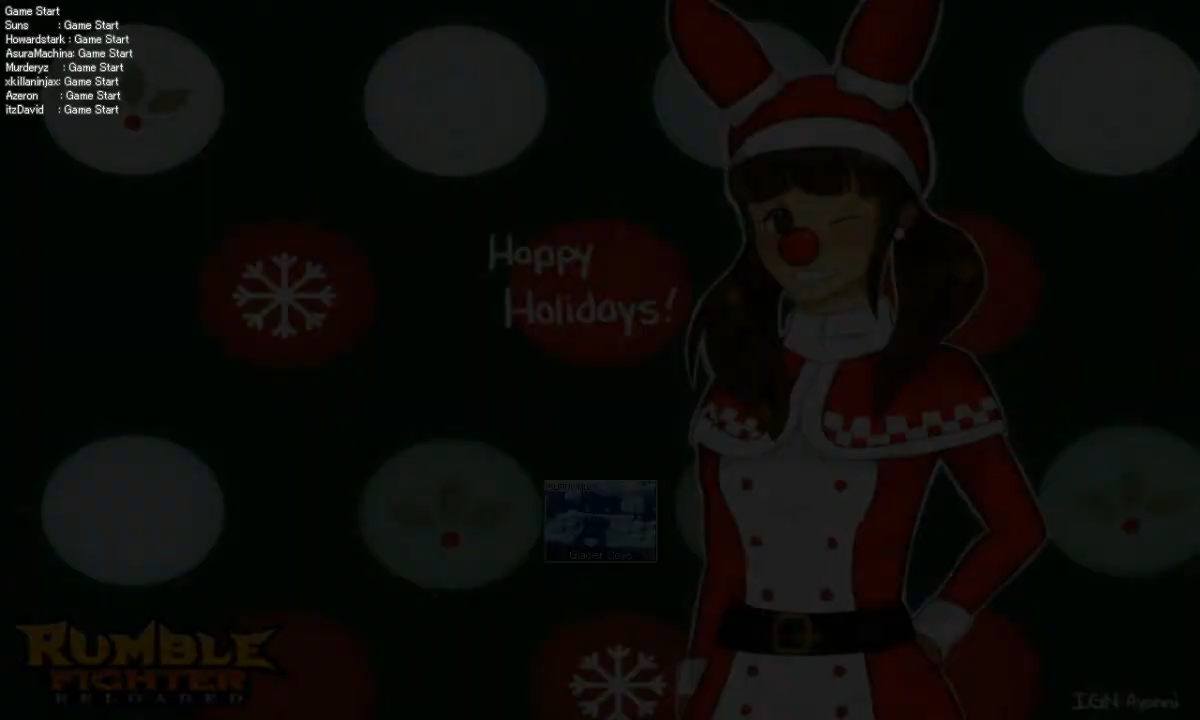 Game Start
Suns : Game Start
Howardstark : Game Start
AsuraMachina: Game Start
Murderyz : Game Start
xkillaninjax: Game Start
Azeron : Game Start
itzDavid : Game Start
Happy
Holidays!
Glacier Cove
RUMBLE
FIGHTER
RELOADED
IGN Ayanni